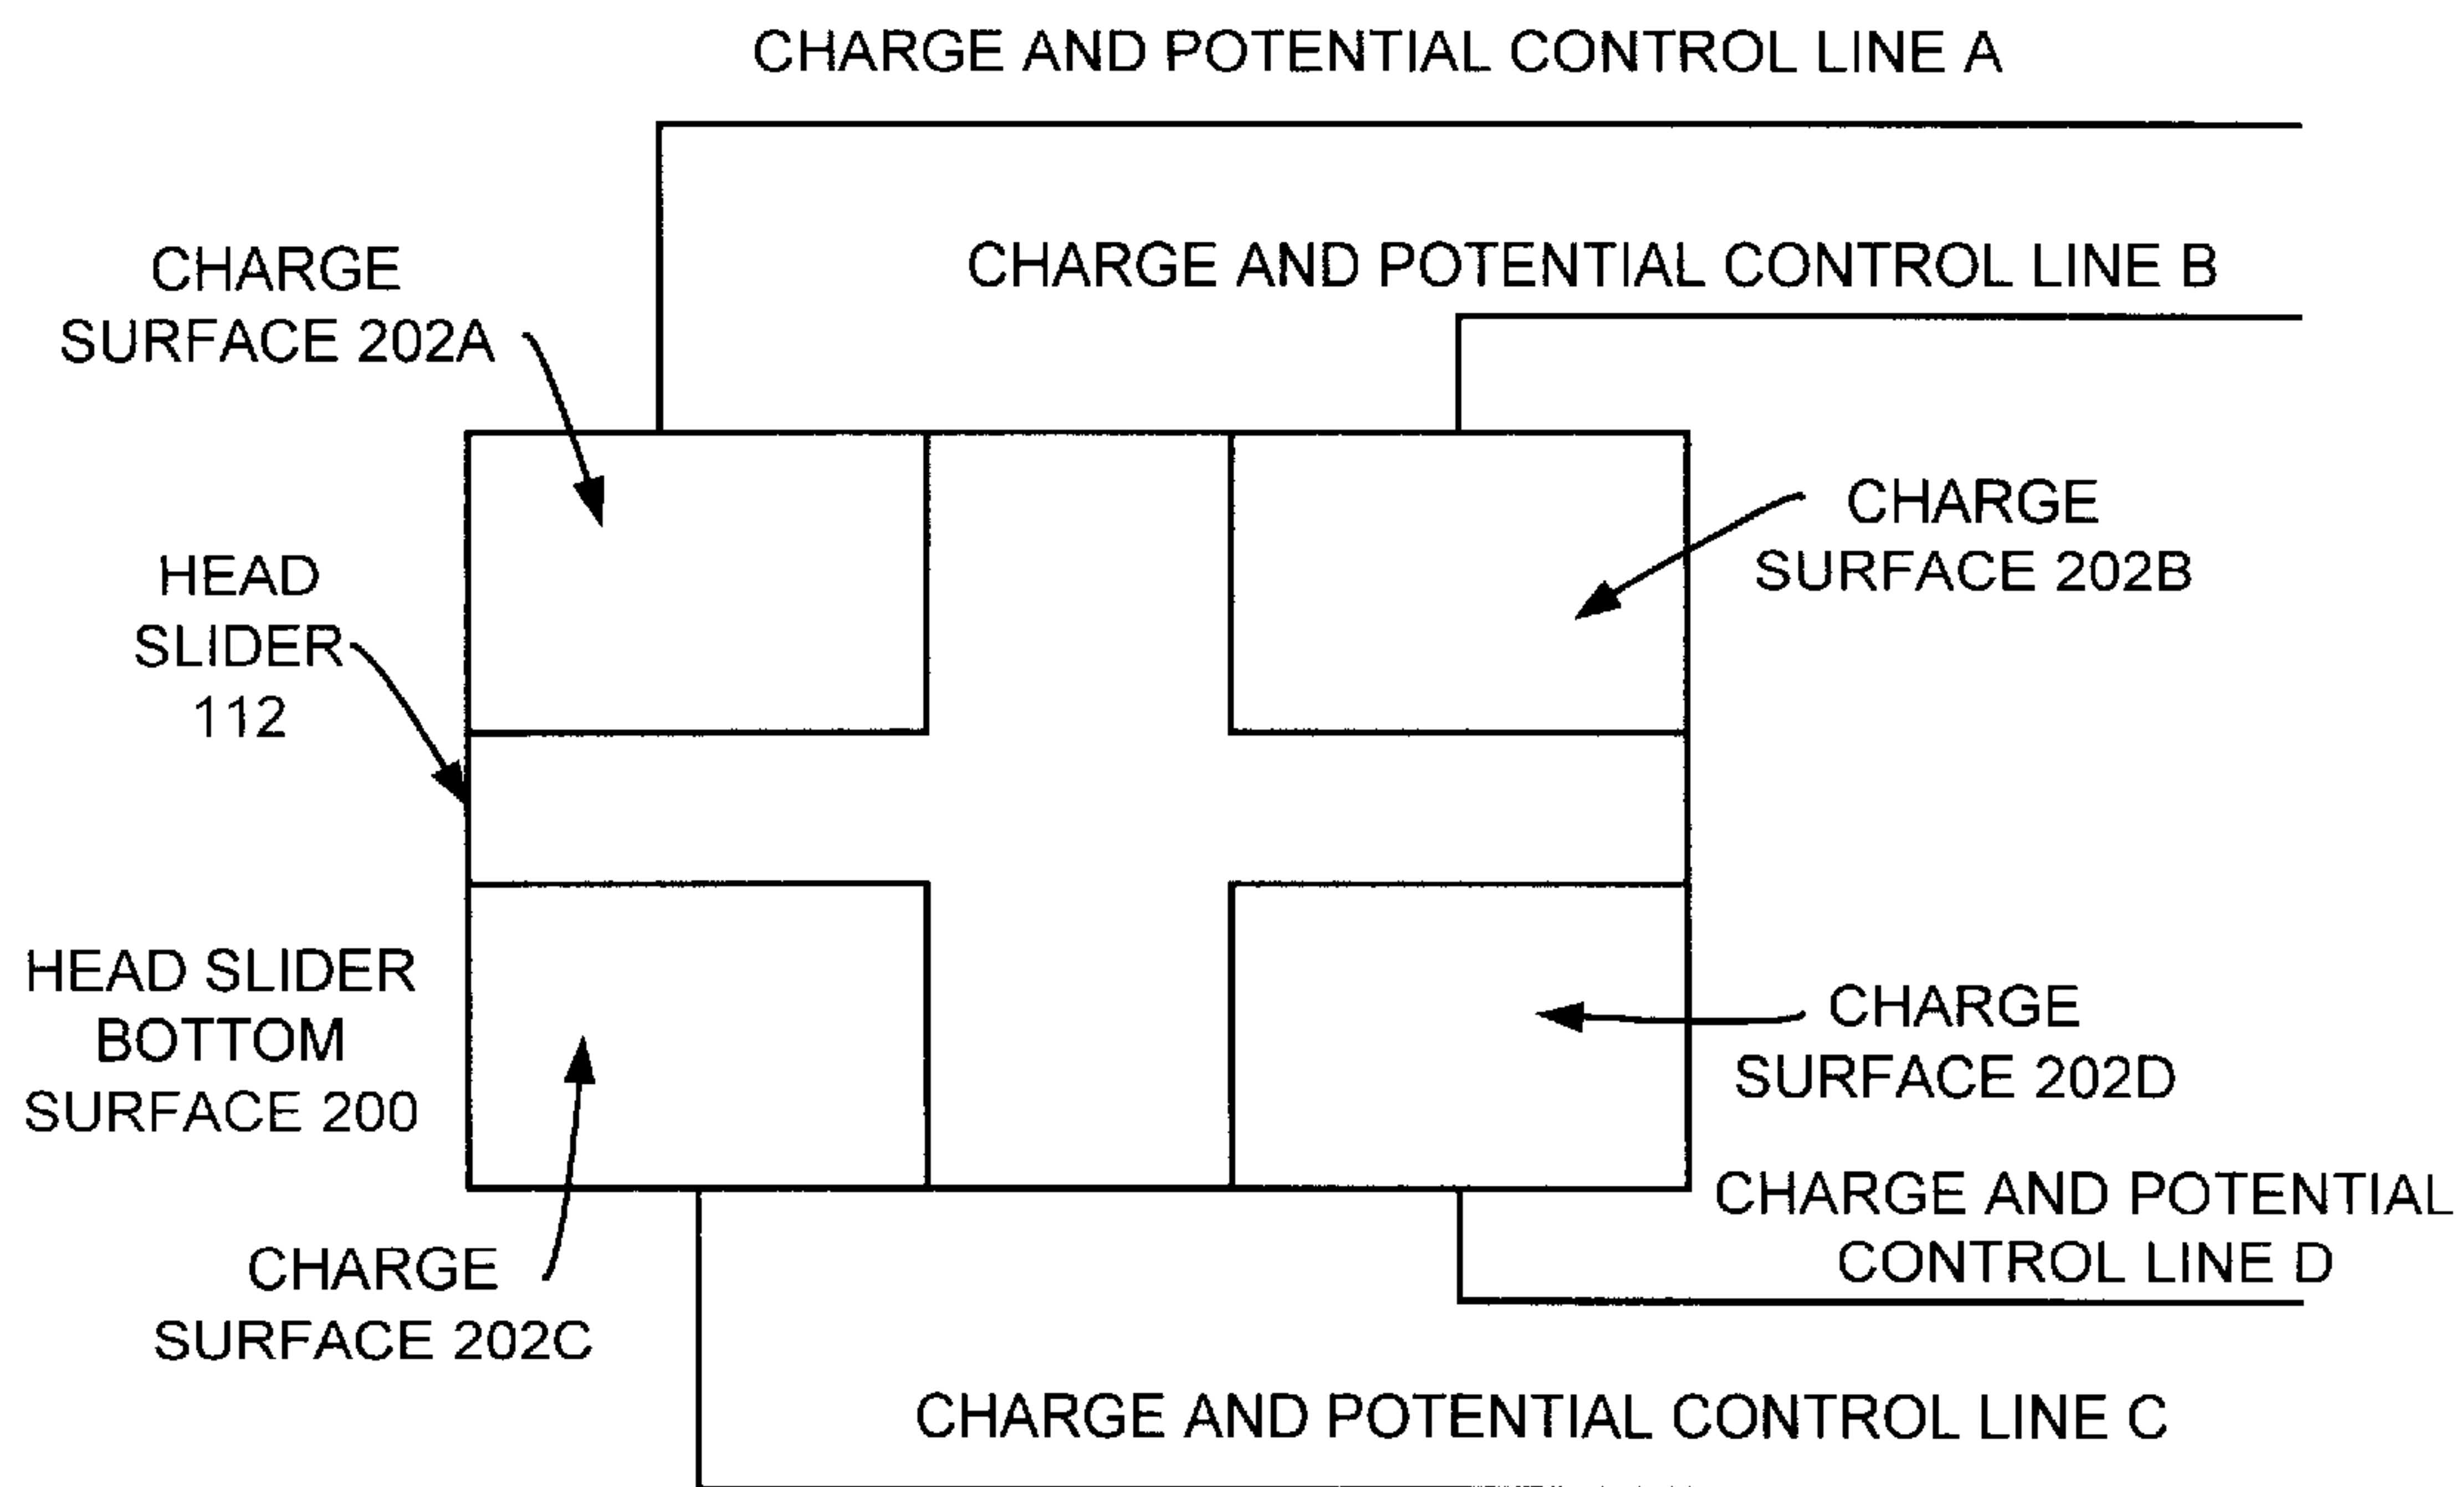 CHARGE AND POTENTIAL CONTROL LINE A
CHARGE AND POTENTIAL CONTROL LINE B
CHARGE
SURFACE 202A
CHARGE
SURFACE 202B
HEAD
SLIDER
112
HEAD SLIDER
BOTTOM
SURFACE 200
CHARGE
SURFACE 202D
CHARGE AND POTENTIAL
CONTROL LINE D
CHARGE
SURFACE 202C
CHARGE AND POTENTIAL CONTROL LINE C